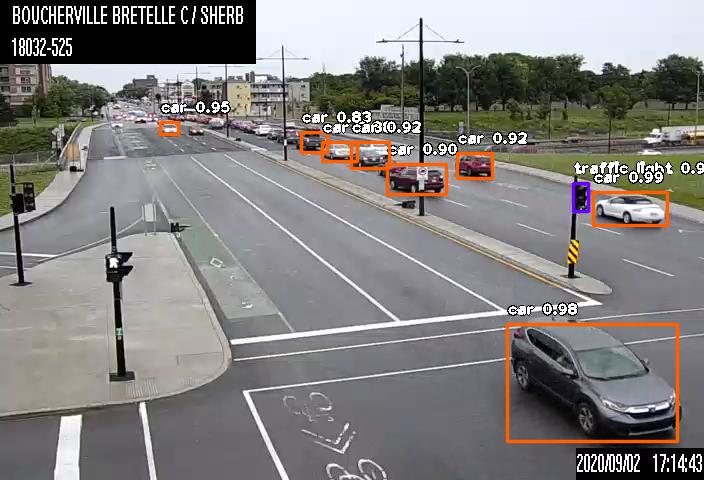 BOUCHERVILLE BRETELLE C / SHERB
18032-525
car 0.95
car 0.83
car 0.92
car 0.90
car 0.92
traffic light 0.9
car 0.99
car 0.98
2020/09/02 17:14:43